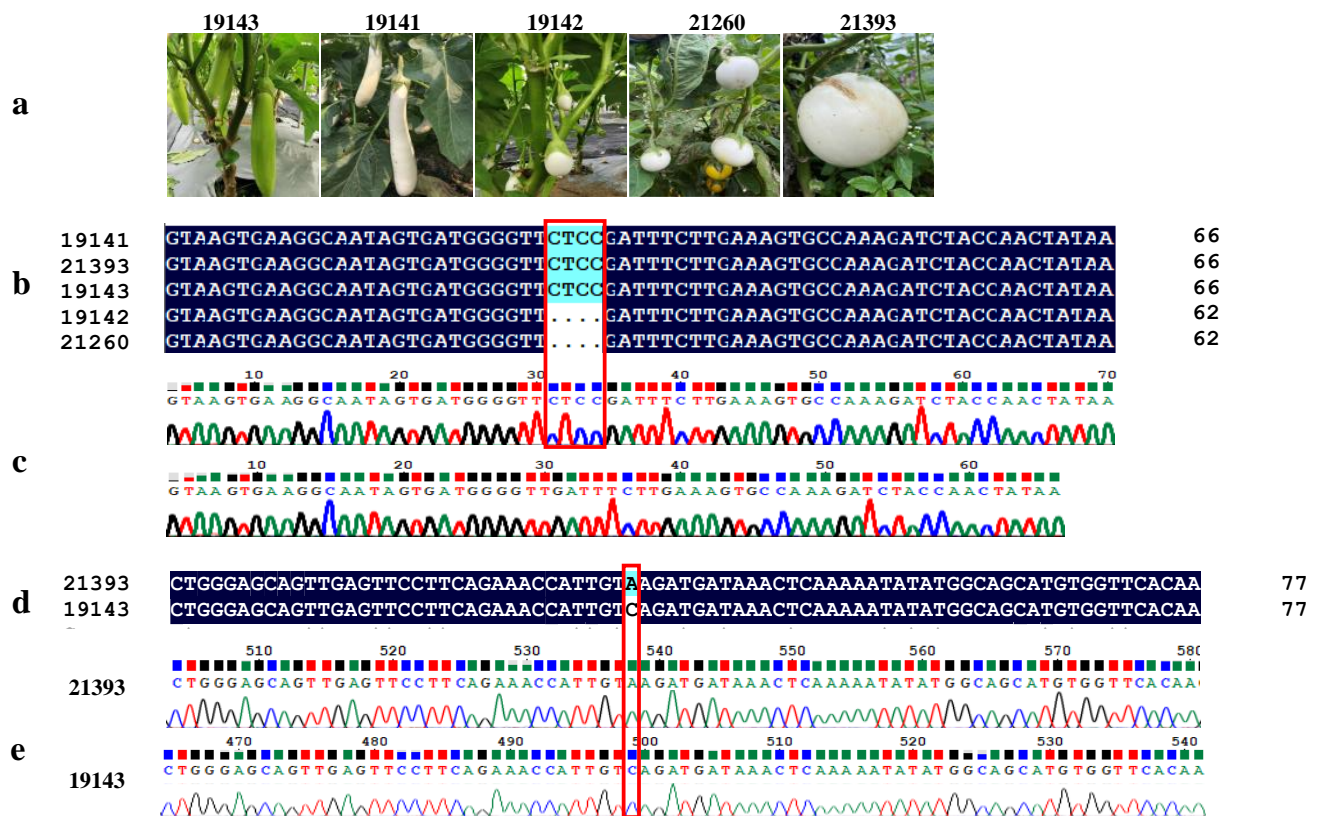 19143 19141 19142 21260 21393
a
b
19141 GTAAGTGAAGGCAATAGTGATGGGGTTCTCCGATTTCTTGAAAGTGCCAAAGATCTACCAACTATAA 66
21393 GTAAGTGAAGGCAATAGTGATGGGGTTCTCCGATTTCTTGAAAGTGCCAAAGATCTACCAACTATAA 66
19143 GTAAGTGAAGGCAATAGTGATGGGGTTCTCCGATTTCTTGAAAGTGCCAAAGATCTACCAACTATAA 66
19142 GTAAGTGAAGGCAATAGTGATGGGGTT....GATTTCTTGAAAGTGCCAAAGATCTACCAACTATAA 62
21260 GTAAGTGAAGGCAATAGTGATGGGGTT....GATTTCTTGAAAGTGCCAAAGATCTACCAACTATAA 62
c
10 20 30 40 50 60 70
GTAAGTGAAGGCAATAGTGATGGGGTTCTCCGATTTCTTGAAAGTGCCAAAGATCTACCAACTATAA
10 20 30 40 50 60
GTAAGTGAAGGCAATAGTGATGGGGTTGATTTCTTGAAAGTGCCAAAGATCTACCAACTATAA
d
21393 CTGGGAGCAGTTGAGTTCCTTCAGAAACCATTGTAAGATGATAAACTCAAAAATATATGGCAGCATGTGGTTCACAA 77
19143 CTGGGAGCAGTTGAGTTCCTTCAGAAACCATTGTCAGATGATAAACTCAAAAATATATGGCAGCATGTGGTTCACAA 77
e
510 520 530 540 550 560 570 580
21393 CTGGGAGCAGTTGAGTTCCTTCAGAAACCATTGTAAGATGATAAACTCAAAAATATATGGCAGCATGTGGTTCACAA
470 480 490 500 510 520 530 540
19143 CTGGGAGCAGTTGAGTTCCTTCAGAAACCATTGTCAGATGATAAACTCAAAAATATATGGCAGCATGTGGTTCACAA